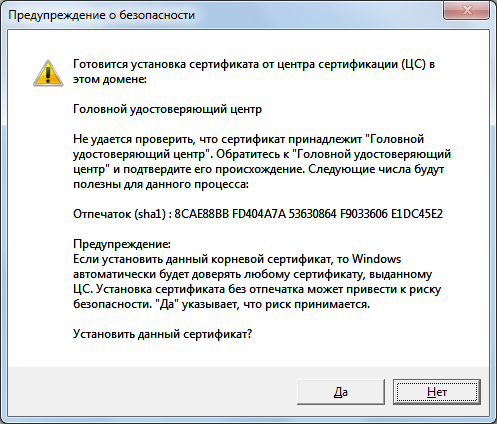 Предупреждение о безопасности
Готовится установка сертификата от центра сертификации (ЦС) в
этом домене:
Головной удостоверяющий центр
Не удается проверить, что сертификат принадлежит "Головной
удостоверяющий центр". Обратитесь к "Головной удостоверяющий
центр" и подтвердите его происхождение. Следующие числа будут
полезны для данного процесса:
Отпечаток (sha1) : 8CAE88BB FD404A7A 53630864 F9033606 E1DC45E2
Предупреждение:
Если установить данный корневой сертификат, то Windows
автоматически будет доверять любому сертификату, выданному
ЦС. Установка сертификата без отпечатка может привести к риску
безопасности. "Да" указывает, что риск принимается.
Установить данный сертификат?
Да
Нет